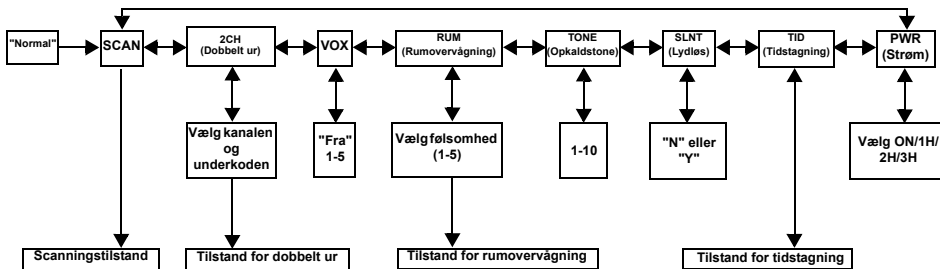 "Normal"
SCAN
2CH
(Dobbelt ur)
VOX
RUM
(Rumovervågning)
TONE
(Opkaldstone)
SLNT
(Lydløs)
TID
(Tidstagning)
PWR
(Strøm)
Vælg kanalen
og
underkoden
"Fra"
1-5
Vælg følsomhed
(1-5)
1-10
"N" eller
"Y"
Vælg ON/1H/
2H/3H
Scanningstilstand
Tilstand for dobbelt ur
Tilstand for rumovervågning
Tilstand for tidstagning